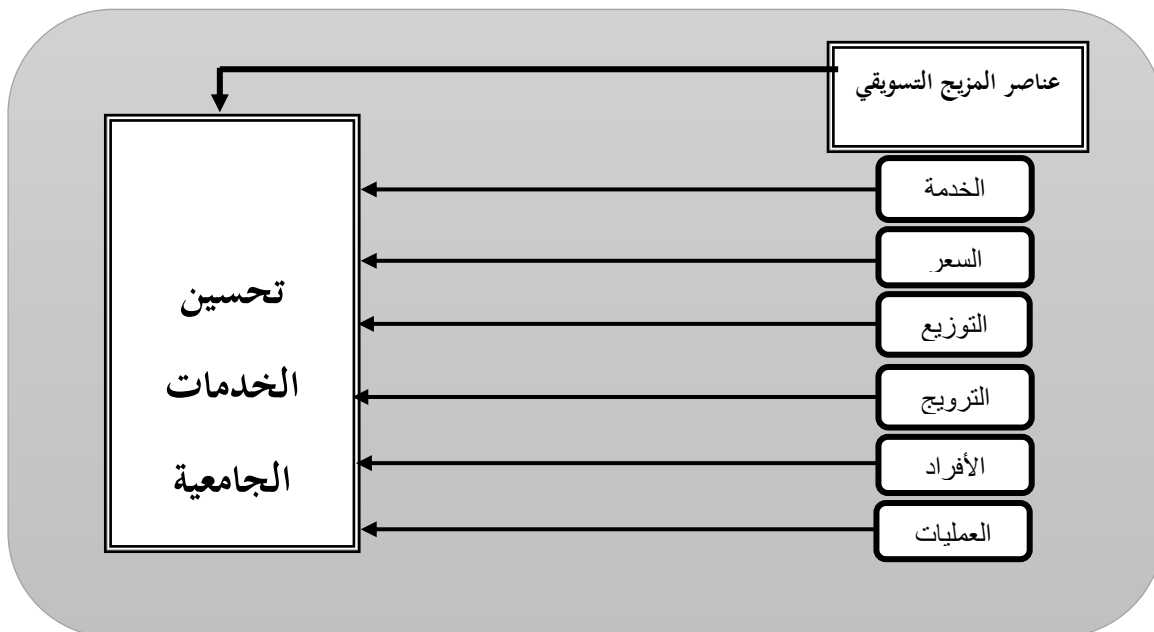 عناصر المزيج التسويقي
الخدمة
السعر
التوزيع
الترويج
الأفراد
العمليات
تحسين
الخدمات
الجامعية